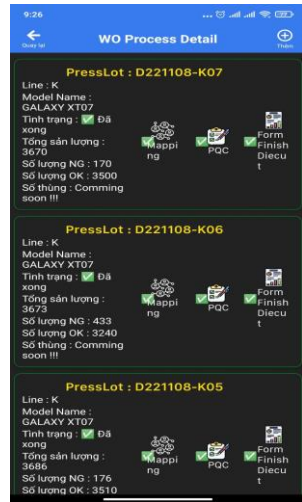 9:26
WO Process Detail
Quay lại
Thêm
PressLot : D221108-K07
Line : K
Model Name :
GALAXY XT07
Tình trạng : ✅ Đã
xong
Tổng sản lượng :
3670
Số lượng NG : 170
Số lượng OK : 3500
Số thùng : Comming
soon !!!
Mappi
ng
PQC
Form
Finish
Diecu
t
PressLot : D221108-K06
Line : K
Model Name :
GALAXY XT07
Tình trạng : ✅ Đã
xong
Tổng sản lượng :
3673
Số lượng NG : 433
Số lượng OK : 3240
Số thùng : Comming
soon !!!
Mappi
ng
PQC
Form
Finish
Diecu
t
PressLot : D221108-K05
Line : K
Model Name :
GALAXY XT07
Tình trạng : ✅ Đã
xong
Tổng sản lượng :
3686
Số lượng NG : 176
Số lượng OK : 3510
Mappi
ng
PQC
Form
Finish
Diecu
t